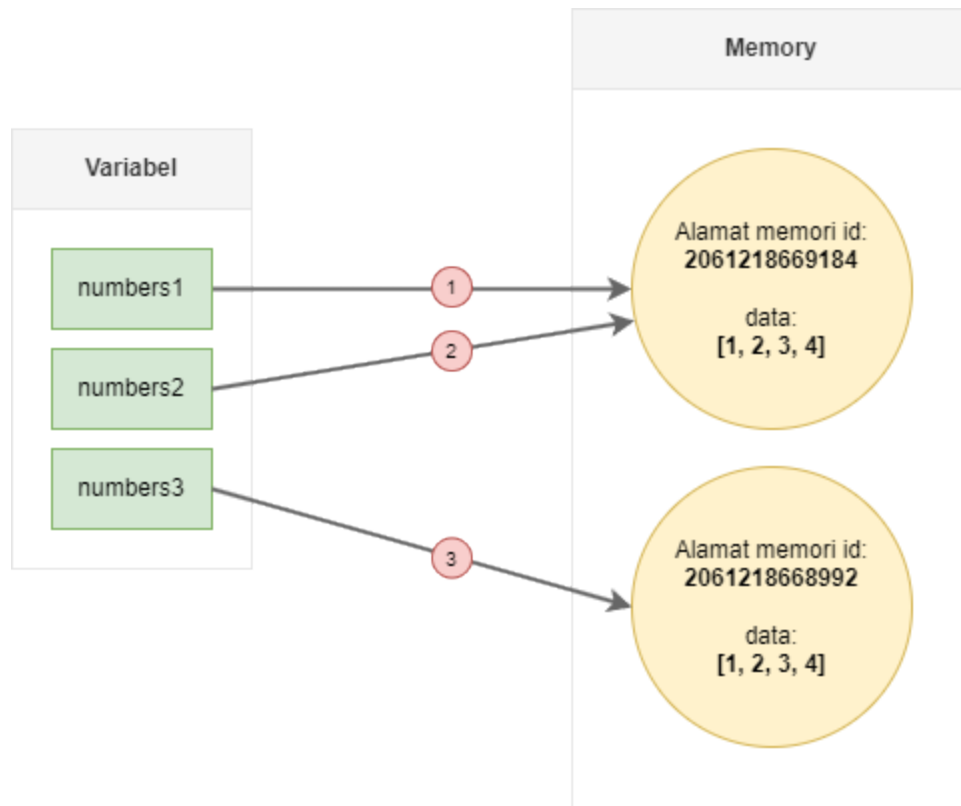 Memory
Variabel
numbers1
numbers2
numbers3
1
2
3
Alamat memori id:
2061218669184
data:
[1, 2, 3, 4]
Alamat memori id:
2061218668992
data:
[1, 2, 3, 4]